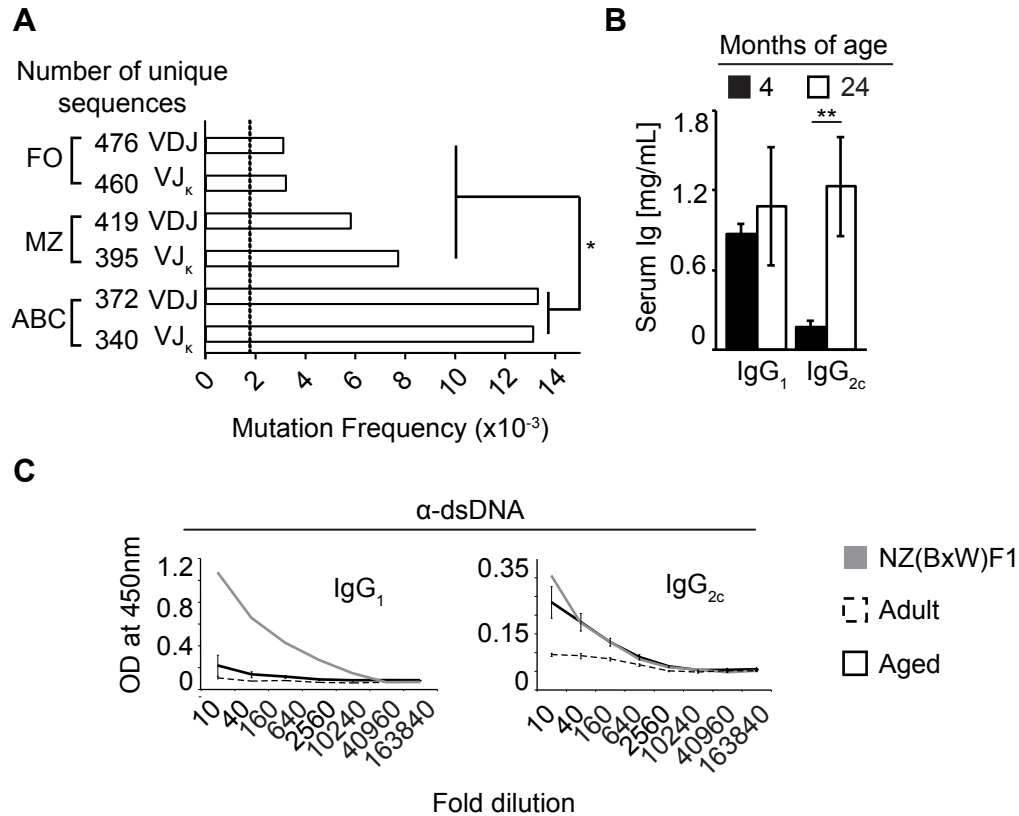 A
Number of unique
sequences
FO
476 VDJ
460 VJκ
MZ
419 VDJ
395 VJκ
ABC
372 VDJ
340 VJκ
*
0 2 4 6 8 10 12 14
Mutation Frequency (x10⁻³)
B
Months of age
4 24
**
Serum Ig [mg/mL]
1.8
1.2
0.6
0
IgG₁ IgG₂c
C
α-dsDNA
OD at 450nm
1.2
0.8
0.4
0
IgG₁
10 40 160 640 2560 10240 40960 163840
0.35
0.15
0
IgG₂c
10 40 160 640 2560 10240 40960 163840
Fold dilution
NZ(BxW)F1
Adult
Aged